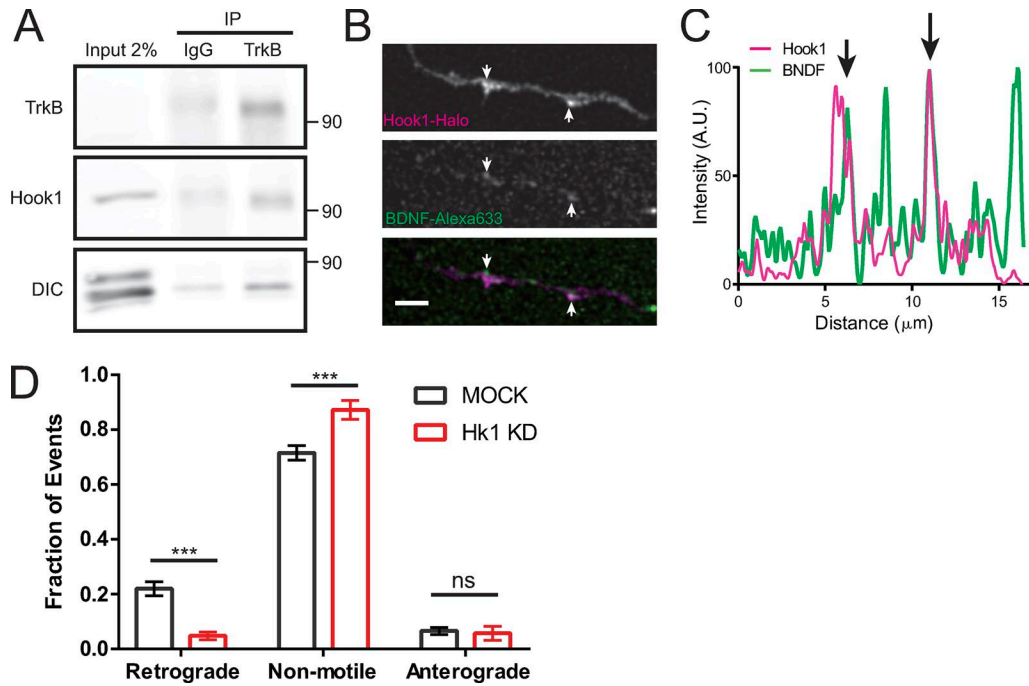 A
IP
Input 2%
IgG
TrkB
TrkB
90
Hook1
90
DIC
90
B
Hook1-Halo
BDNF-Alexa633
C
Hook1
BNDF
Intensity (A.U.)
100
50
0
0
5
10
15
Distance (μm)
D
Fraction of Events
1.0
0.8
0.6
0.4
0.2
0.0
***
***
ns
MOCK
Hk1 KD
Retrograde
Non-motile
Anterograde